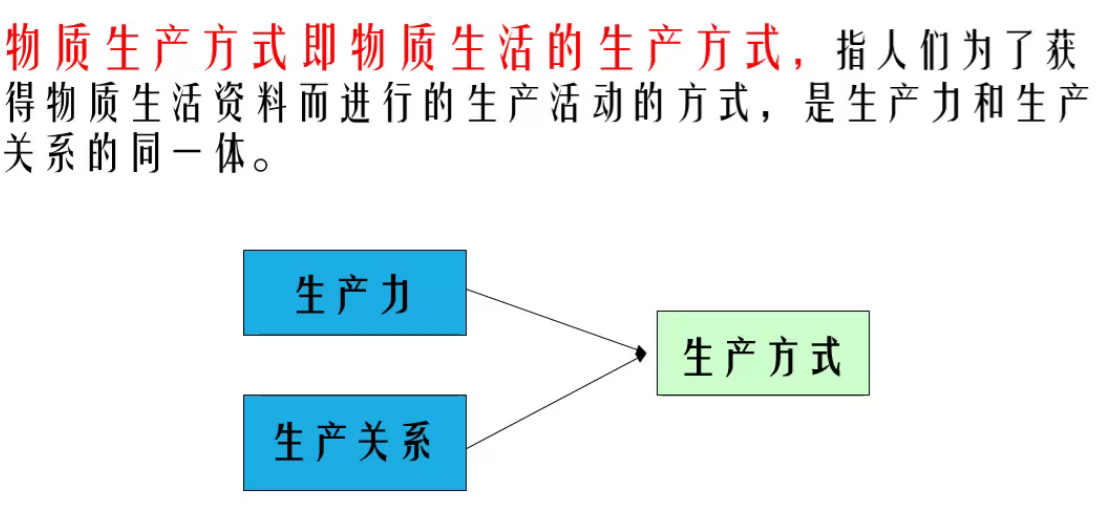 物质生产方式即物质生活的生产方式，指人们为了获
得物质生活资料而进行的生产活动的方式，是生产力和生产
关系的同一体。
生产力
生产方式
生产关系